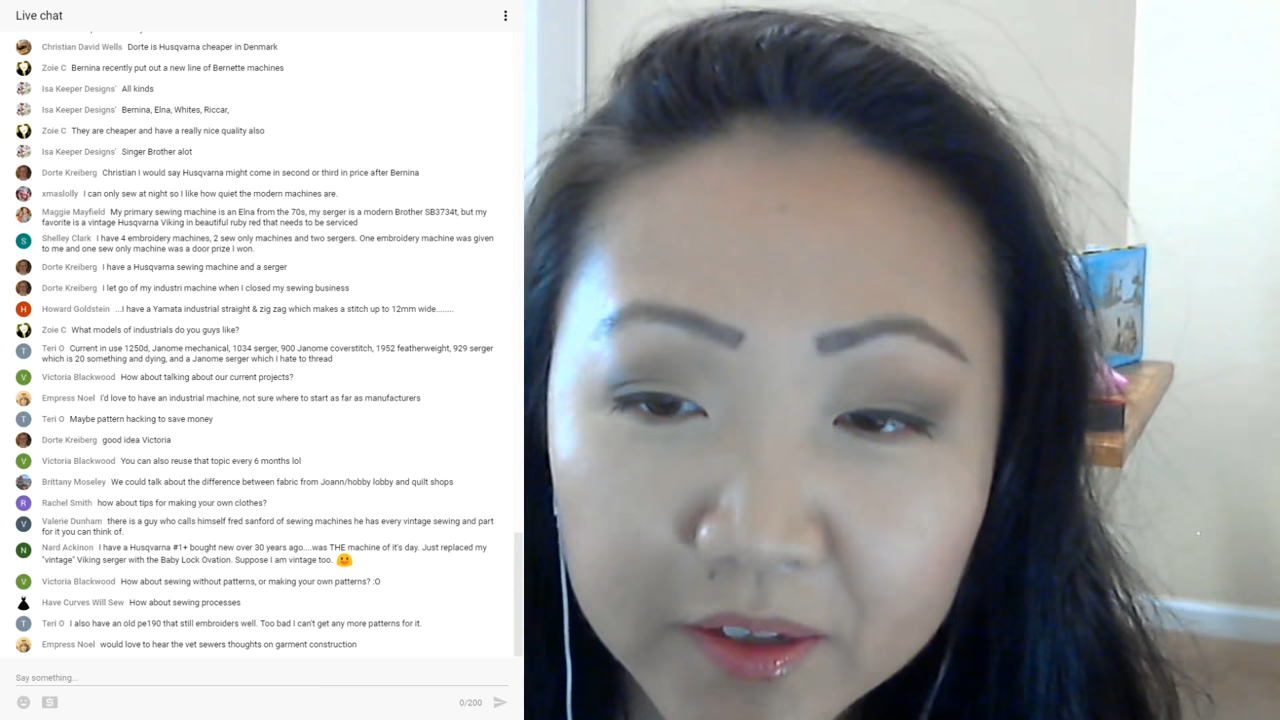 Live chat
Christian David Wells Dorte is Husqvarna cheaper in Denmark
Zoie C Bernina recently put out a new line of Bernette machines
Isa Keeper Designs' All kinds
Isa Keeper Designs' Bernina, Elna, Whites, Riccar,
Zoie C They are cheaper and have a really nice quality also
Isa Keeper Designs' Singer Brother alot
Dorte Kreiberg Christian I would say Husqvarna might come in second or third in price after Bernina
xmaslolly I can only sew at night so I like how quiet the modern machines are.
Maggie Mayfield My primary sewing machine is an Elna from the 70s, my serger is a modern Brother SB3734t, but my
favorite is a vintage Husqvarna Viking in beautiful ruby red that needs to be serviced
S Shelley Clark I have 4 embroidery machines, 2 sew only machines and two sergers. One embroidery machine was given
to me and one sew only machine was a door prize I won.
Dorte Kreiberg I have a Husqvarna sewing machine and a serger
Dorte Kreiberg I let go of my industri machine when I closed my sewing business
H Howard Goldstein ...I have a Yamata industrial straight & zig zag which makes a stitch up to 12mm wide........
Zoie C What models of industrials do you guys like?
T Teri O Current in use 1250d, Janome mechanical, 1034 serger, 900 Janome coverstitch, 1952 featherweight, 929 serger
which is 20 something and dying, and a Janome serger which I hate to thread
V Victoria Blackwood How about talking about our current projects?
Empress Noel I'd love to have an industrial machine, not sure where to start as far as manufacturers
T Teri O Maybe pattern hacking to save money
Dorte Kreiberg good idea Victoria
V Victoria Blackwood You can also reuse that topic every 6 months lol
Brittany Moseley We could talk about the difference between fabric from Joann/hobby lobby and quilt shops
R Rachel Smith how about tips for making your own clothes?
V Valerie Dunham there is a guy who calls himself fred sanford of sewing machines he has every vintage sewing and part
for it you can think of.
N Nard Ackinon I have a Husqvarna #1+ bought new over 30 years ago....was THE machine of it's day. Just replaced my
"vintage" Viking serger with the Baby Lock Ovation. Suppose I am vintage too.
V Victoria Blackwood How about sewing without patterns, or making your own patterns? :O
Have Curves Will Sew How about sewing processes
T Teri O I also have an old pe190 that still embroiders well. Too bad I can't get any more patterns for it.
Empress Noel would love to hear the vet sewers thoughts on garment construction
Say something...
0/200